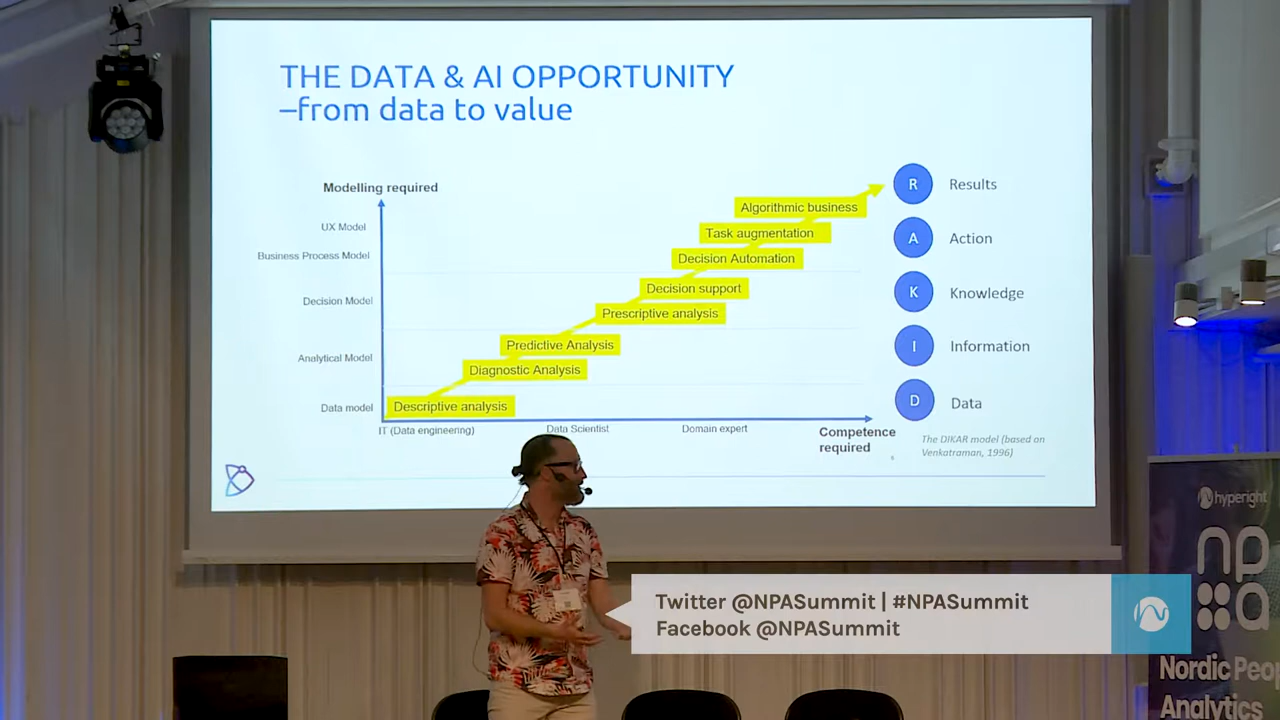 THE DATA & AI OPPORTUNITY
–from data to value
Modelling required
UX Model
Business Process Model
Decision Model
Analytical Model
Data model
Algorithmic business
Task augmentation
Decision Automation
Decision support
Prescriptive analysis
Predictive Analysis
Diagnostic Analysis
Descriptive analysis
IT (Data engineering)
Data Scientist
Domain expert
Competence
required
R Results
A Action
K Knowledge
I Information
D Data
The DIKAR model (based on
Venkatraman, 1996)
hyperight
npa
Nordic Peo
Analytics
Twitter @NPASummit | #NPASummit
Facebook @NPASummit